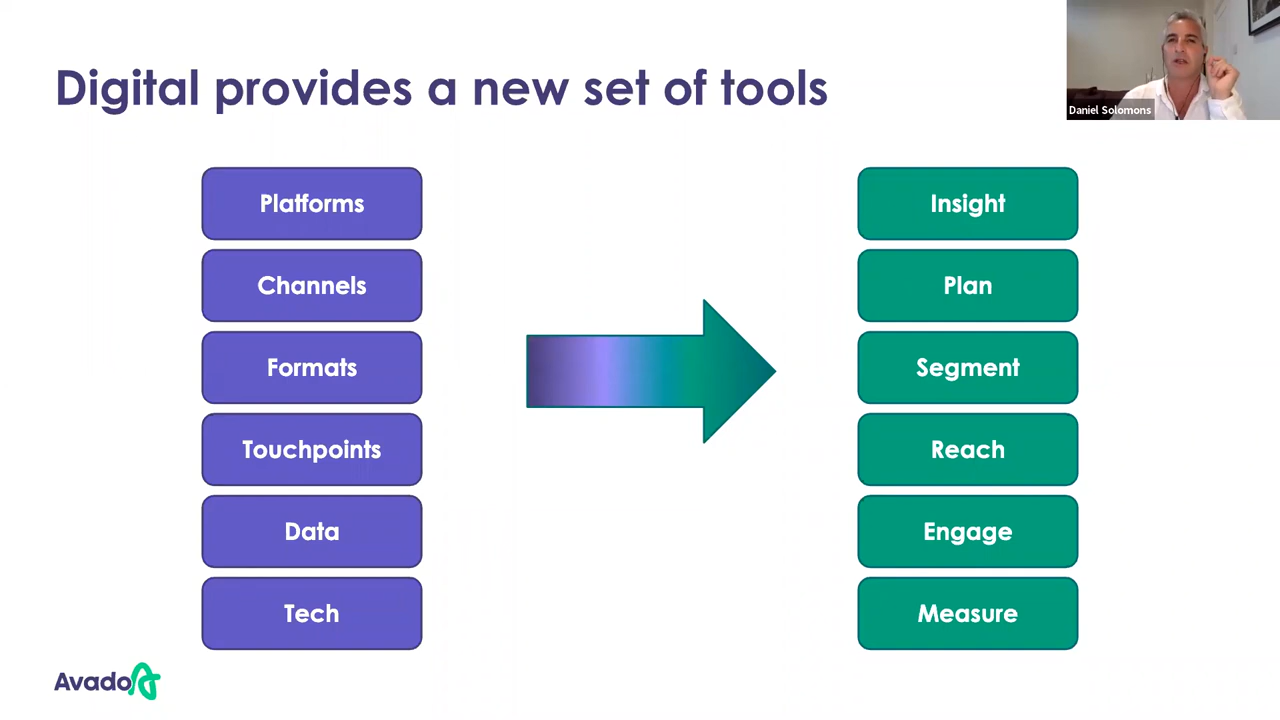 Digital provides a new set of tools
Daniel Solomons
Platforms
Channels
Formats
Touchpoints
Data
Tech
Insight
Plan
Segment
Reach
Engage
Measure
Avado